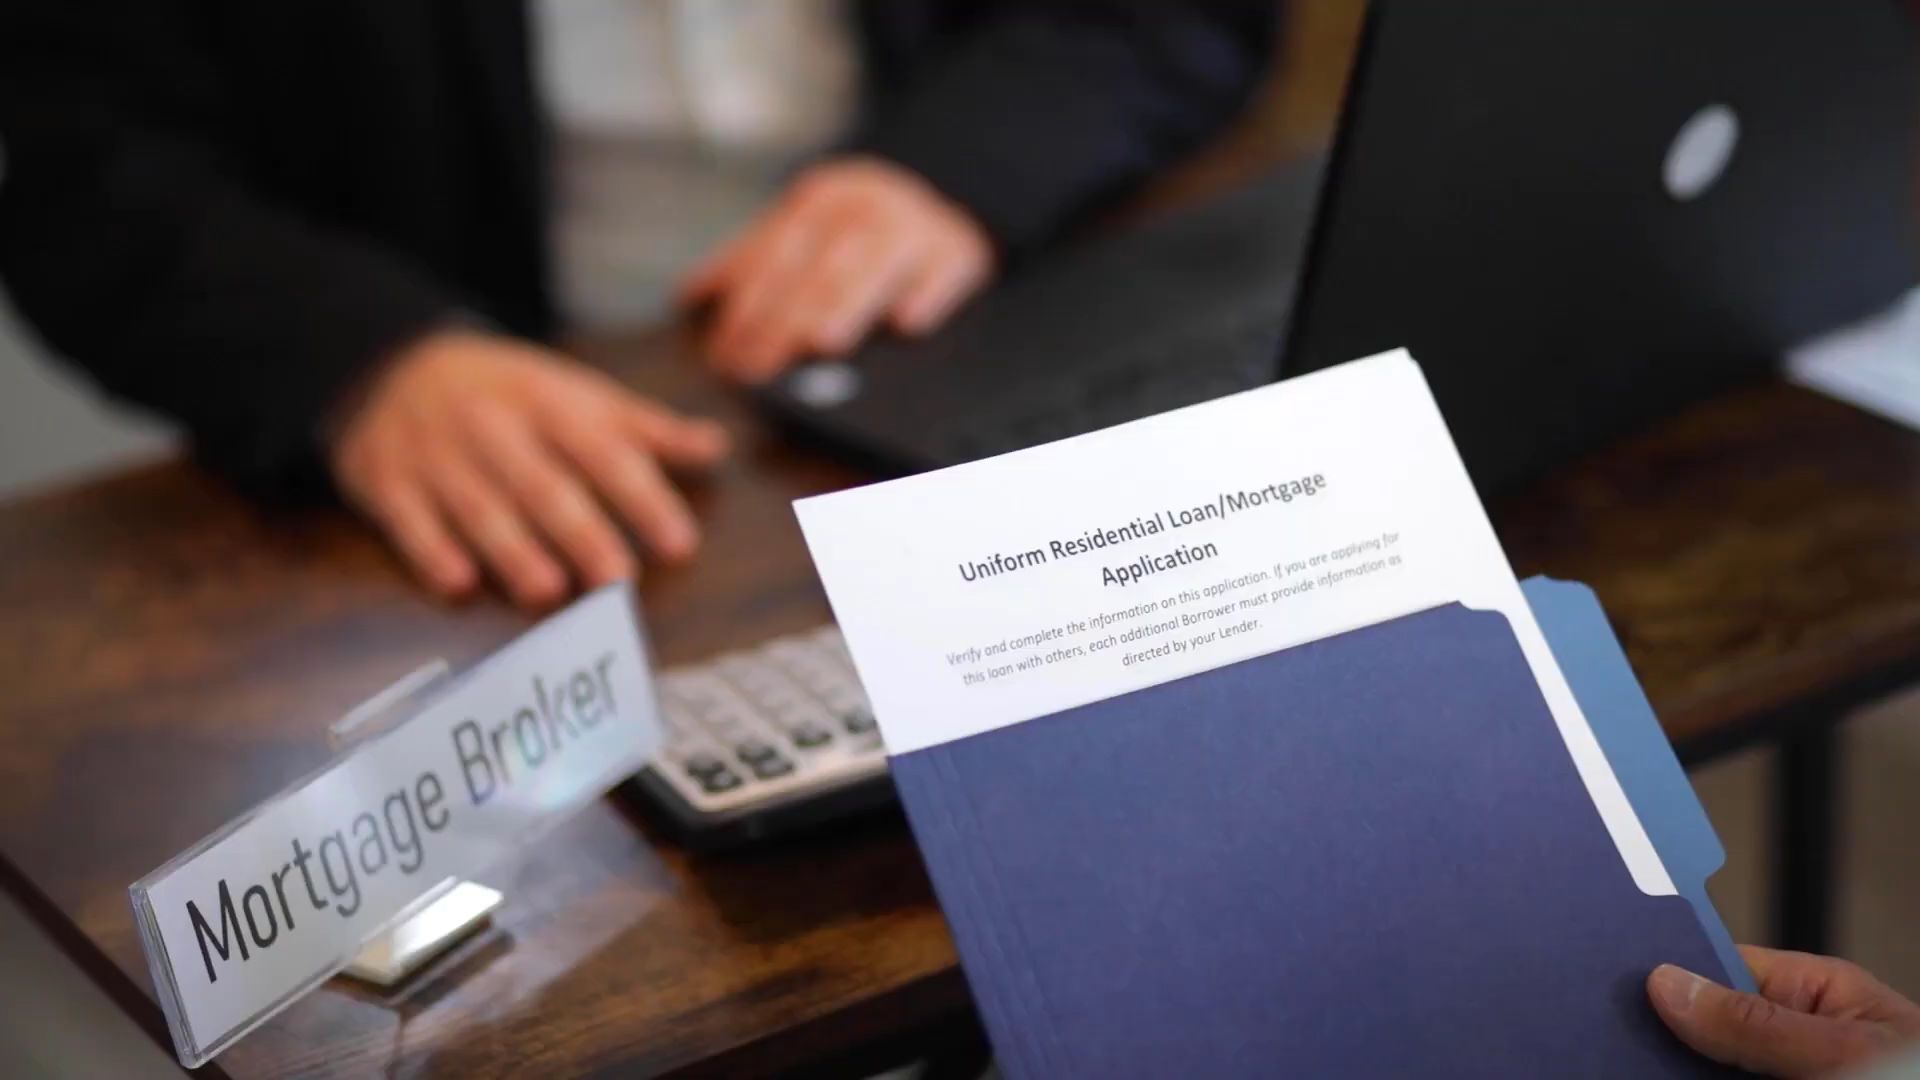 Uniform Residential Loan/Mortgage
Application
Verify and complete the information on this application. If you are applying for
this loan with others, each additional Borrower must provide information as
directed by your Lender.
Mortgage Broker